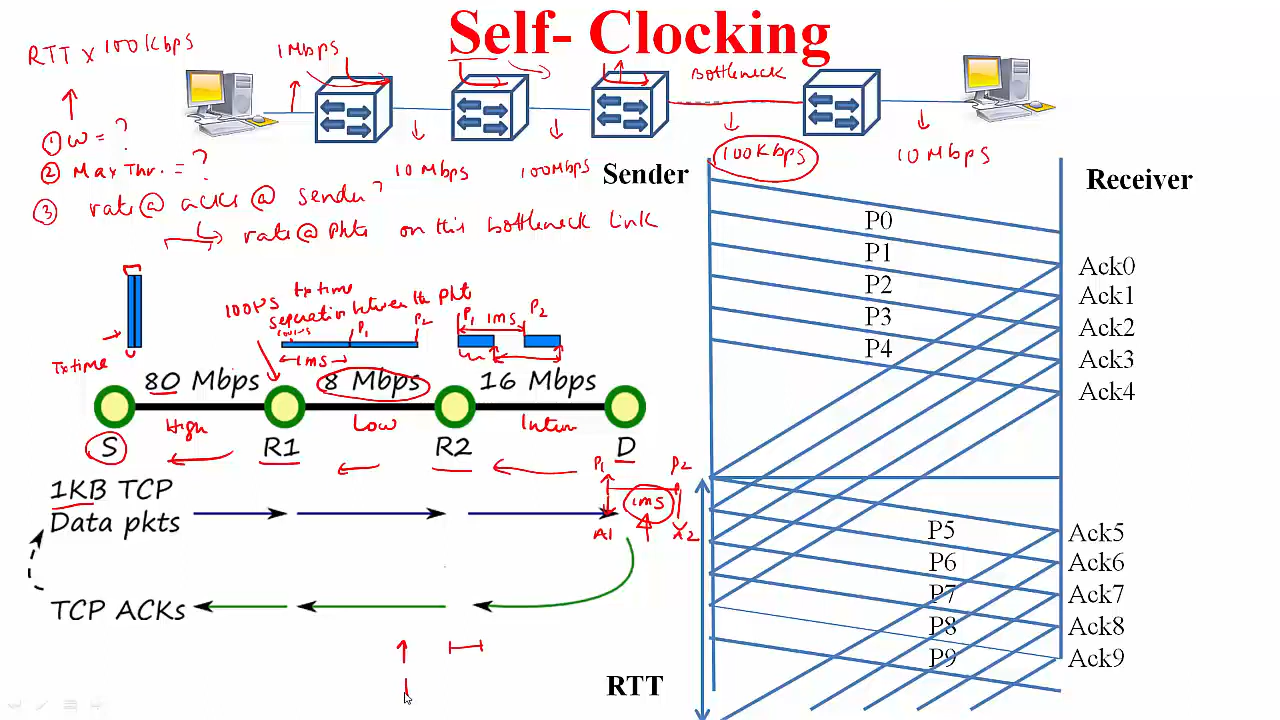 Self- Clocking
RTT x 100Kbps
1Mbps
Bottleneck
① W = ?
② Max Thr. = ?
③ rate@ acks @ sender?
10 Mbps
100Mbps
100Kbps
10 Mbps
rate@ Pkts on this bottleneck link
Sender
Receiver
P0
P1
P2
P3
P4
Ack0
Ack1
Ack2
Ack3
Ack4
Tx time
100
Tx time
separation between the pkt
P1
P2
1ms
P1
1ms
P2
80 Mbps
8 Mbps
16 Mbps
High
Low
S
R1
R2
D
1KB TCP
Data pkts
P1
P2
1ms
A1
A2
TCP ACKs
P5
P6
P7
P8
P9
Ack5
Ack6
Ack7
Ack8
Ack9
RTT